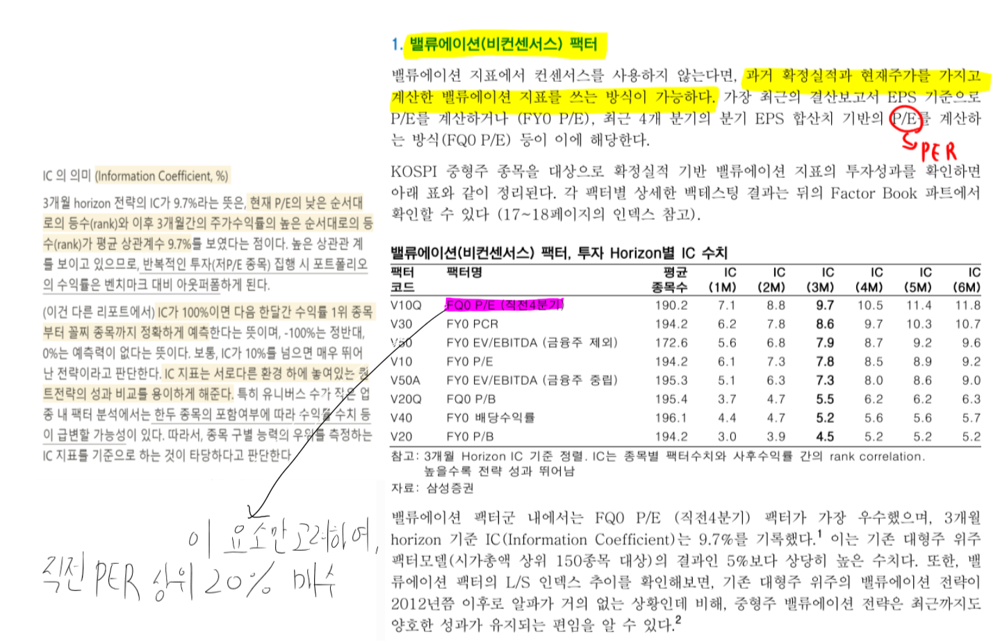 IC 의 의미 (Information Coefficient, %)
3개월 horizon 전략의 IC가 9.7%라는 뜻은, 현재 P/E의 낮은 순서대
로의 등수(rank)와 이후 3개월간의 주가수익률의 높은 순서대로의 등
수(rank)가 평균 상관계수 9.7%를 보였다는 점이다. 높은 상관관 계
를 보이고 있으므로, 반복적인 투자(저P/E 종목) 집행 시 포트폴리오
의 수익률은 벤치마크 대비 아웃퍼폼하게 된다.
(이건 다른 리포트에서) IC가 100%이면 다음 한달간 수익률 1위 종목
부터 꼴찌 종목까지 정확하게 예측한다는 뜻이며, -100%는 정반대,
0%는 예측력이 없다는 뜻이다. 보통, IC가 10%를 넘으면 매우 뛰어
난 전략이라고 판단한다. IC 지표는 서로다른 환경 하에 놓여있는 퀀
트전략의 성과 비교를 용이하게 해준다. 특히 유니버스 수가 작은 업
종 내 팩터 분석에서는 한두 종목의 포함여부에 따라 수익률 수치 등
이 급변할 가능성이 있다. 따라서, 종목 구별 능력의 우위를 측정하는
IC 지표를 기준으로 하는 것이 타당하다고 판단한다
이 요소만 고려하여,
직전 PER 상위 20% 매수
1. 밸류에이션(비컨센서스) 팩터
밸류에이션 지표에서 컨센서스를 사용하지 않는다면, 과거 확정실적과 현재주가를 가지고
계산한 밸류에이션 지표를 쓰는 방식이 가능하다. 가장 최근의 결산보고서 EPS 기준으로
P/E를 계산하거나 (FY0 P/E), 최근 4개 분기의 분기 EPS 합산치 기반의 P/E를 계산하
는 방식(FQ0 P/E) 등이 이에 해당한다.
PER
KOSPI 중형주 종목을 대상으로 확정실적 기반 밸류에이션 지표의 투자성과를 확인하면
아래 표와 같이 정리된다. 각 팩터별 상세한 백테스팅 결과는 뒤의 Factor Book 파트에서
확인할 수 있다 (17~18페이지의 인덱스 참고).
밸류에이션(비컨센서스) 팩터, 투자 Horizon별 IC 수치
팩터 팩터명 평균 IC IC IC IC IC IC
코드 종목수 (1M) (2M) (3M) (4M) (5M) (6M)
V10Q FQ0 P/E (직전4분기) 190.2 7.1 8.8 9.7 10.5 11.4 11.8
V30 FY0 PCR 194.2 6.2 7.8 8.6 9.7 10.3 10.7
V50 FY0 EV/EBITDA (금융주 제외) 172.6 5.6 6.8 7.9 8.7 9.2 9.6
V10 FY0 P/E 194.2 6.1 7.3 7.8 8.5 8.9 9.2
V50A FY0 EV/EBITDA (금융주 중립) 195.3 5.1 6.3 7.3 8.0 8.6 9.0
V20Q FQ0 P/B 195.4 3.7 4.7 5.5 6.2 6.2 6.3
V40 FY0 배당수익률 196.1 4.4 4.7 5.2 5.6 5.6 5.7
V20 FY0 P/B 194.2 3.0 3.9 4.5 5.2 5.2 5.2
참고: 3개월 Horizon IC 기준 정렬. IC는 종목별 팩터수치와 사후수익률 간의 rank correlation.
높을수록 전략 성과 뛰어남
자료: 삼성증권
밸류에이션 팩터군 내에서는 FQ0 P/E (직전4분기) 팩터가 가장 우수했으며, 3개월
horizon 기준 IC(Information Coefficient)는 9.7%를 기록했다.1 이는 기존 대형주 위주
팩터모델(시가총액 상위 150종목 대상)의 결과인 5%보다 상당히 높은 수치다. 또한, 밸
류에이션 팩터의 L/S 인덱스 추이를 확인해보면, 기존 대형주 위주의 밸류에이션 전략이
2012년쯤 이후로 알파가 거의 없는 상황인데 비해, 중형주 밸류에이션 전략은 최근까지도
양호한 성과가 유지되는 편임을 알 수 있다.2